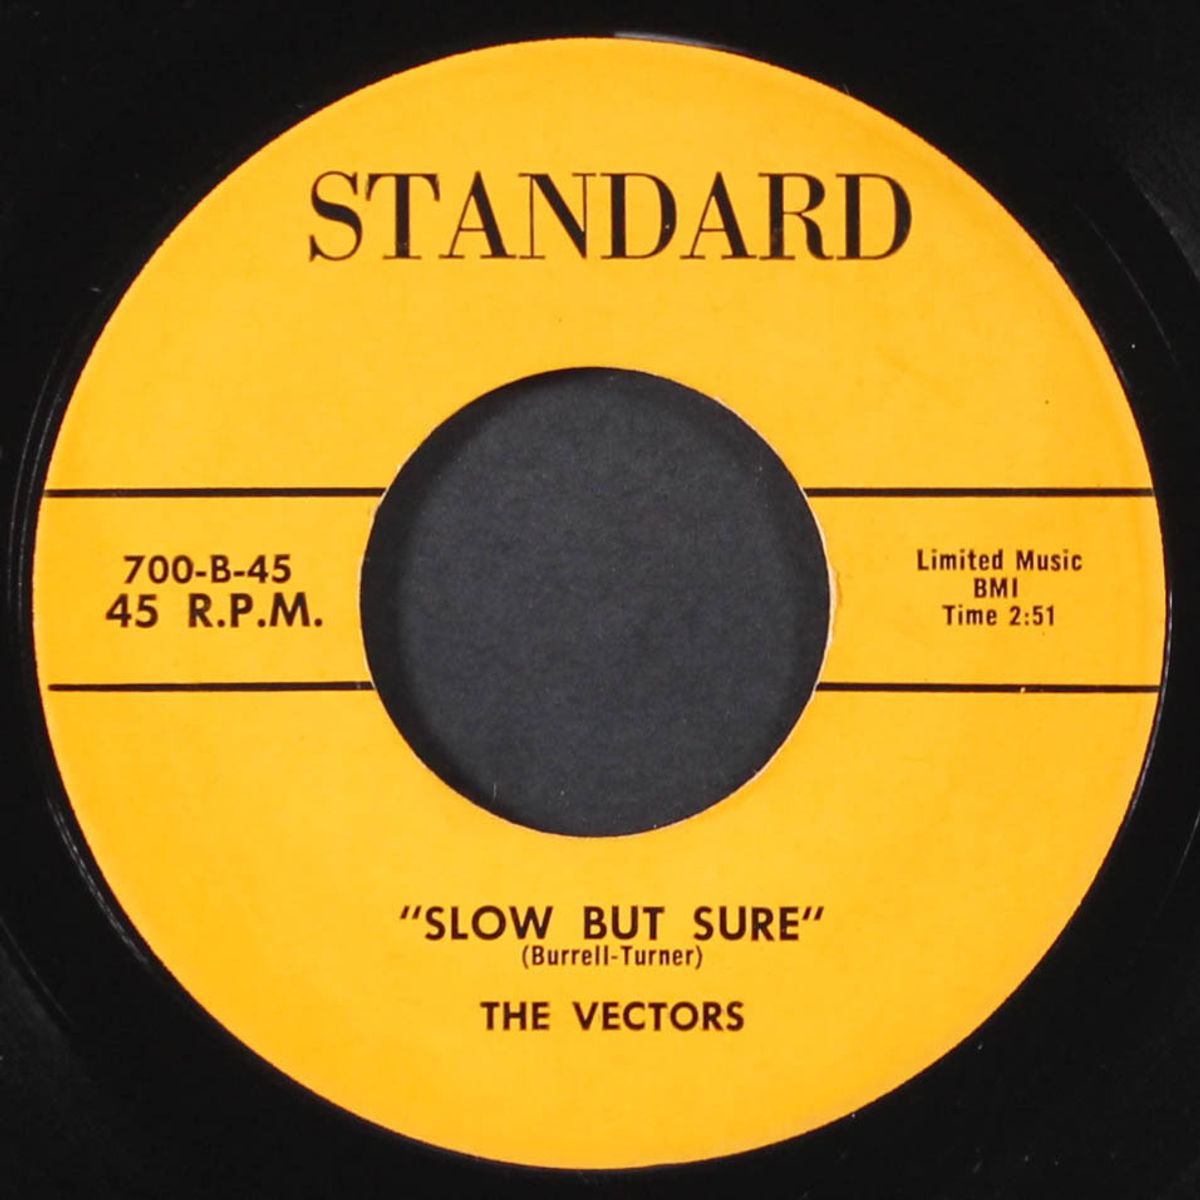 STANDARD
700-B-45
45 R.P.M.
Limited Music
BMI
Time 2:51
"SLOW BUT SURE"
(Burrell-Turner)
THE VECTORS